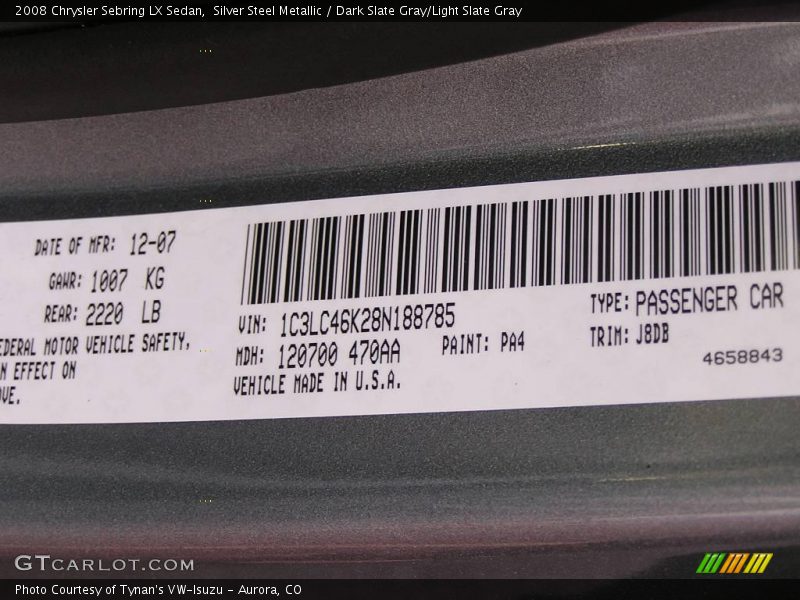 2008 Chrysler Sebring LX Sedan,  Silver Steel Metallic / Dark Slate Gray/Light Slate Gray
DATE OF MFR: 12-07
GAWR: 1007 KG
REAR: 2220 LB
EDERAL MOTOR VEHICLE SAFETY,
N EFFECT ON
OVE.
VIN: 1C3LC46K28N188785
MDH: 120700 470AA
PAINT: PA4
VEHICLE MADE IN U.S.A.
TYPE: PASSENGER CAR
TRIM: J8DB
4658843
GTCARLOT.COM
Photo Courtesy of Tynan's VW-Isuzu - Aurora, CO